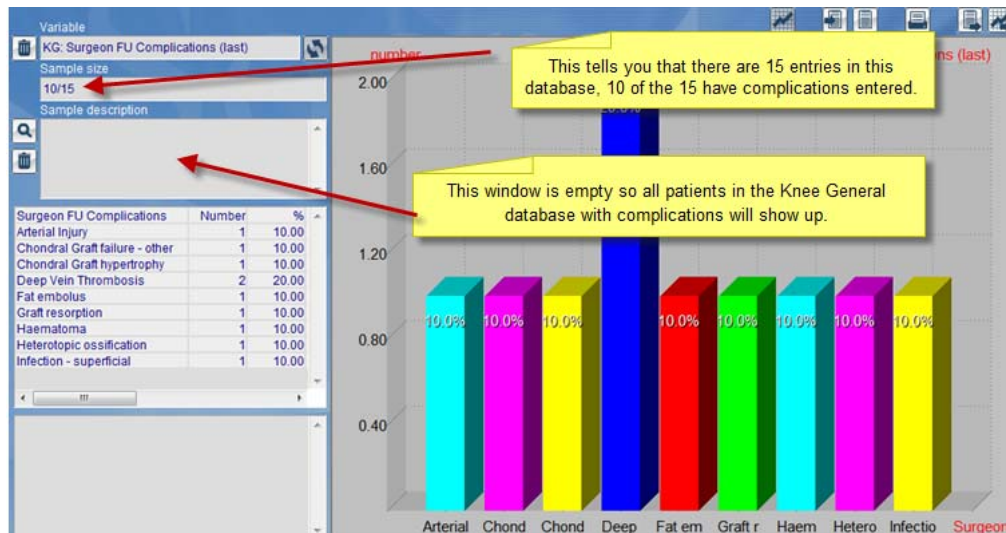 Variable
KG: Surgeon FU Complications (last)
Sample size
10/15
Sample description
Surgeon FU Complications Number %
Arterial Injury 1 10.00
Chondral Graft failure - other 1 10.00
Chondral Graft hypertrophy 1 10.00
Deep Vein Thrombosis 2 20.00
Fat embolus 1 10.00
Graft resorption 1 10.00
Haematoma 1 10.00
Heterotopic ossification 1 10.00
Infection - superficial 1 10.00
number
ns (last)
This tells you that there are 15 entries in this
database, 10 of the 15 have complications entered.
This window is empty so all patients in the Knee General
database with complications will show up.
2.00
1.60
1.20
0.80
0.40
20.0%
10.0% 10.0% 10.0% 10.0% 10.0% 10.0% 10.0% 10.0%
Arterial Chond Chond Deep Fat em Graft r Haem Hetero Infectio Surgeon